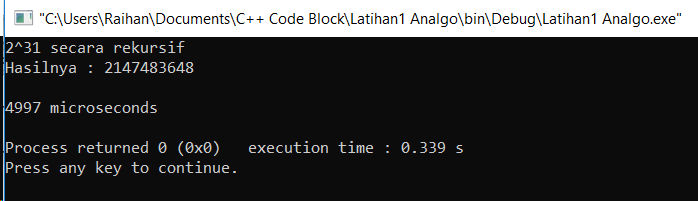 "C:\Users\Raihan\Documents\C++ Code Block\Latihan1 Analgo\bin\Debug\Latihan1 Analgo.exe"
2^31 secara rekursif
Hasilnya : 2147483648
4997 microseconds
Process returned 0 (0x0)   execution time : 0.339 s
Press any key to continue.